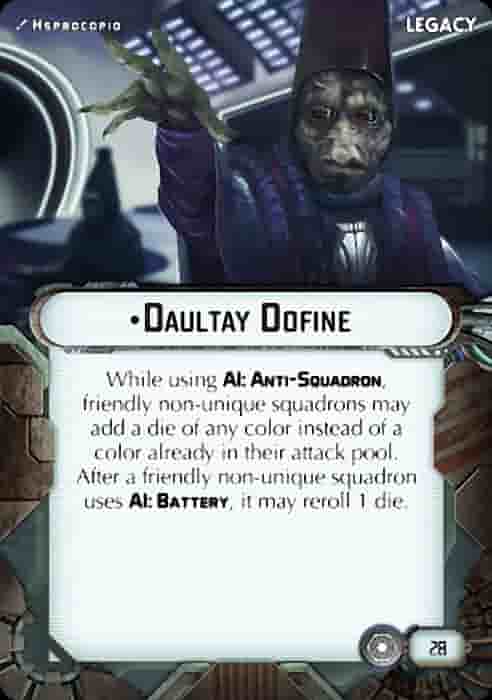 Heprocopio
LEGACY
•Daultay Dofine
While using AI: Anti-Squadron,
friendly non-unique squadrons may
add a die of any color instead of a
color already in their attack pool.
After a friendly non-unique squadron
uses AI: Battery, it may reroll 1 die.
28